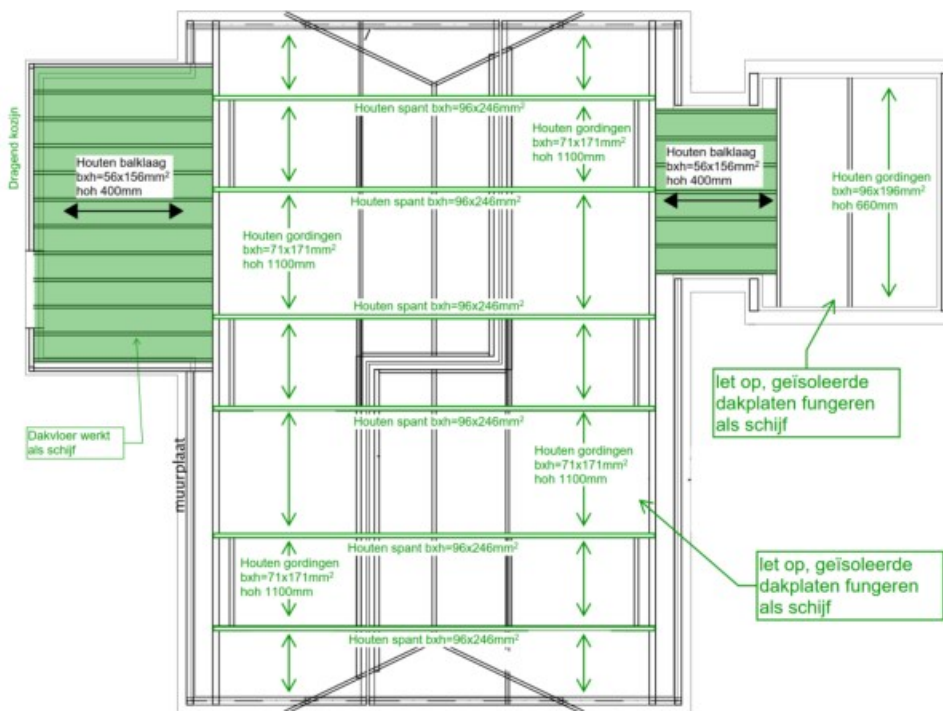 Houten spant bxh=96x246mm²
Dragend kozijn
Houten balklaag
bxh=56x156mm²
hoh 400mm
Houten gordingen
bxh=71x171mm²
hoh 1100mm
Houten balklaag
bxh=56x156mm²
hoh 400mm
Houten gordingen
bxh=96x196mm²
hoh 660mm
Houten spant bxh=96x246mm²
Houten gordingen
bxh=71x171mm²
hoh 1100mm
Houten spant bxh=96x246mm²
let op, geïsoleerde
dakplaten fungeren
als schijf
Dakvloer werkt
als schijf
muurplaat
Houten spant bxh=96x246mm²
Houten gordingen
bxh=71x171mm²
hoh 1100mm
Houten spant bxh=96x246mm²
Houten gordingen
bxh=71x171mm²
hoh 1100mm
let op, geïsoleerde
dakplaten fungeren
als schijf
Houten spant bxh=96x246mm²